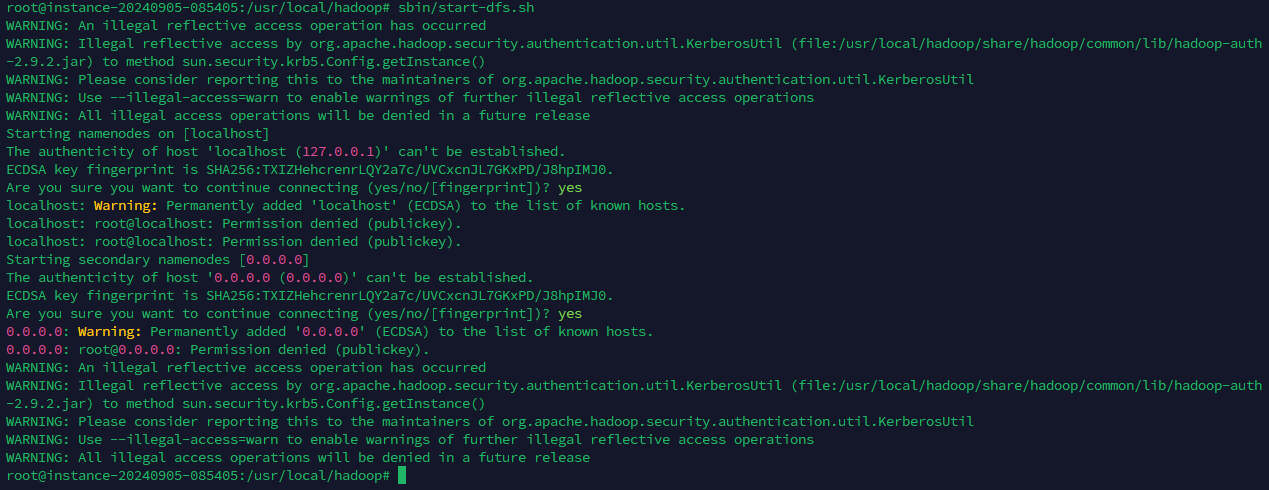 root@instance-20240905-085405:/usr/local/hadoop# sbin/start-dfs.sh
WARNING: An illegal reflective access operation has occurred
WARNING: Illegal reflective access by org.apache.hadoop.security.authentication.util.KerberosUtil (file:/usr/local/hadoop/share/hadoop/common/lib/hadoop-auth
-2.9.2.jar) to method sun.security.krb5.Config.getInstance()
WARNING: Please consider reporting this to the maintainers of org.apache.hadoop.security.authentication.util.KerberosUtil
WARNING: Use --illegal-access=warn to enable warnings of further illegal reflective access operations
WARNING: All illegal access operations will be denied in a future release
Starting namenodes on [localhost]
The authenticity of host 'localhost (127.0.0.1)' can't be established.
ECDSA key fingerprint is SHA256:TXIZHehcrenrLQY2a7c/UVCxcnJL7GKxPD/J8hpIMJ0.
Are you sure you want to continue connecting (yes/no/[fingerprint])? yes
localhost: Warning: Permanently added 'localhost' (ECDSA) to the list of known hosts.
localhost: root@localhost: Permission denied (publickey).
localhost: root@localhost: Permission denied (publickey).
Starting secondary namenodes [0.0.0.0]
The authenticity of host '0.0.0.0 (0.0.0.0)' can't be established.
ECDSA key fingerprint is SHA256:TXIZHehcrenrLQY2a7c/UVCxcnJL7GKxPD/J8hpIMJ0.
Are you sure you want to continue connecting (yes/no/[fingerprint])? yes
0.0.0.0: Warning: Permanently added '0.0.0.0' (ECDSA) to the list of known hosts.
0.0.0.0: root@0.0.0.0: Permission denied (publickey).
WARNING: An illegal reflective access operation has occurred
WARNING: Illegal reflective access by org.apache.hadoop.security.authentication.util.KerberosUtil (file:/usr/local/hadoop/share/hadoop/common/lib/hadoop-auth
-2.9.2.jar) to method sun.security.krb5.Config.getInstance()
WARNING: Please consider reporting this to the maintainers of org.apache.hadoop.security.authentication.util.KerberosUtil
WARNING: Use --illegal-access=warn to enable warnings of further illegal reflective access operations
WARNING: All illegal access operations will be denied in a future release
root@instance-20240905-085405:/usr/local/hadoop#